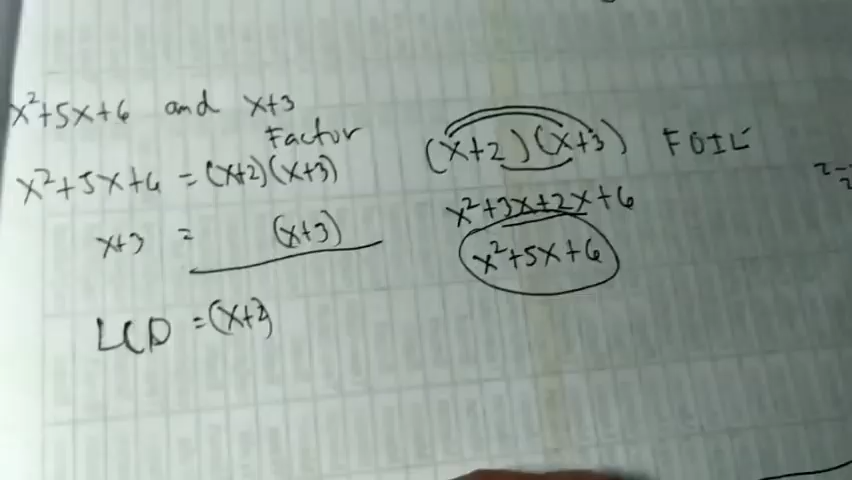 x²+5x+6 and x+3
Factor
x²+5x+6 = (x+2)(x+3)
x+3 = (x+3)
LCD = (x+2)
(x+2)(x+3) FOIL
x²+3x+2x+6
x²+5x+6